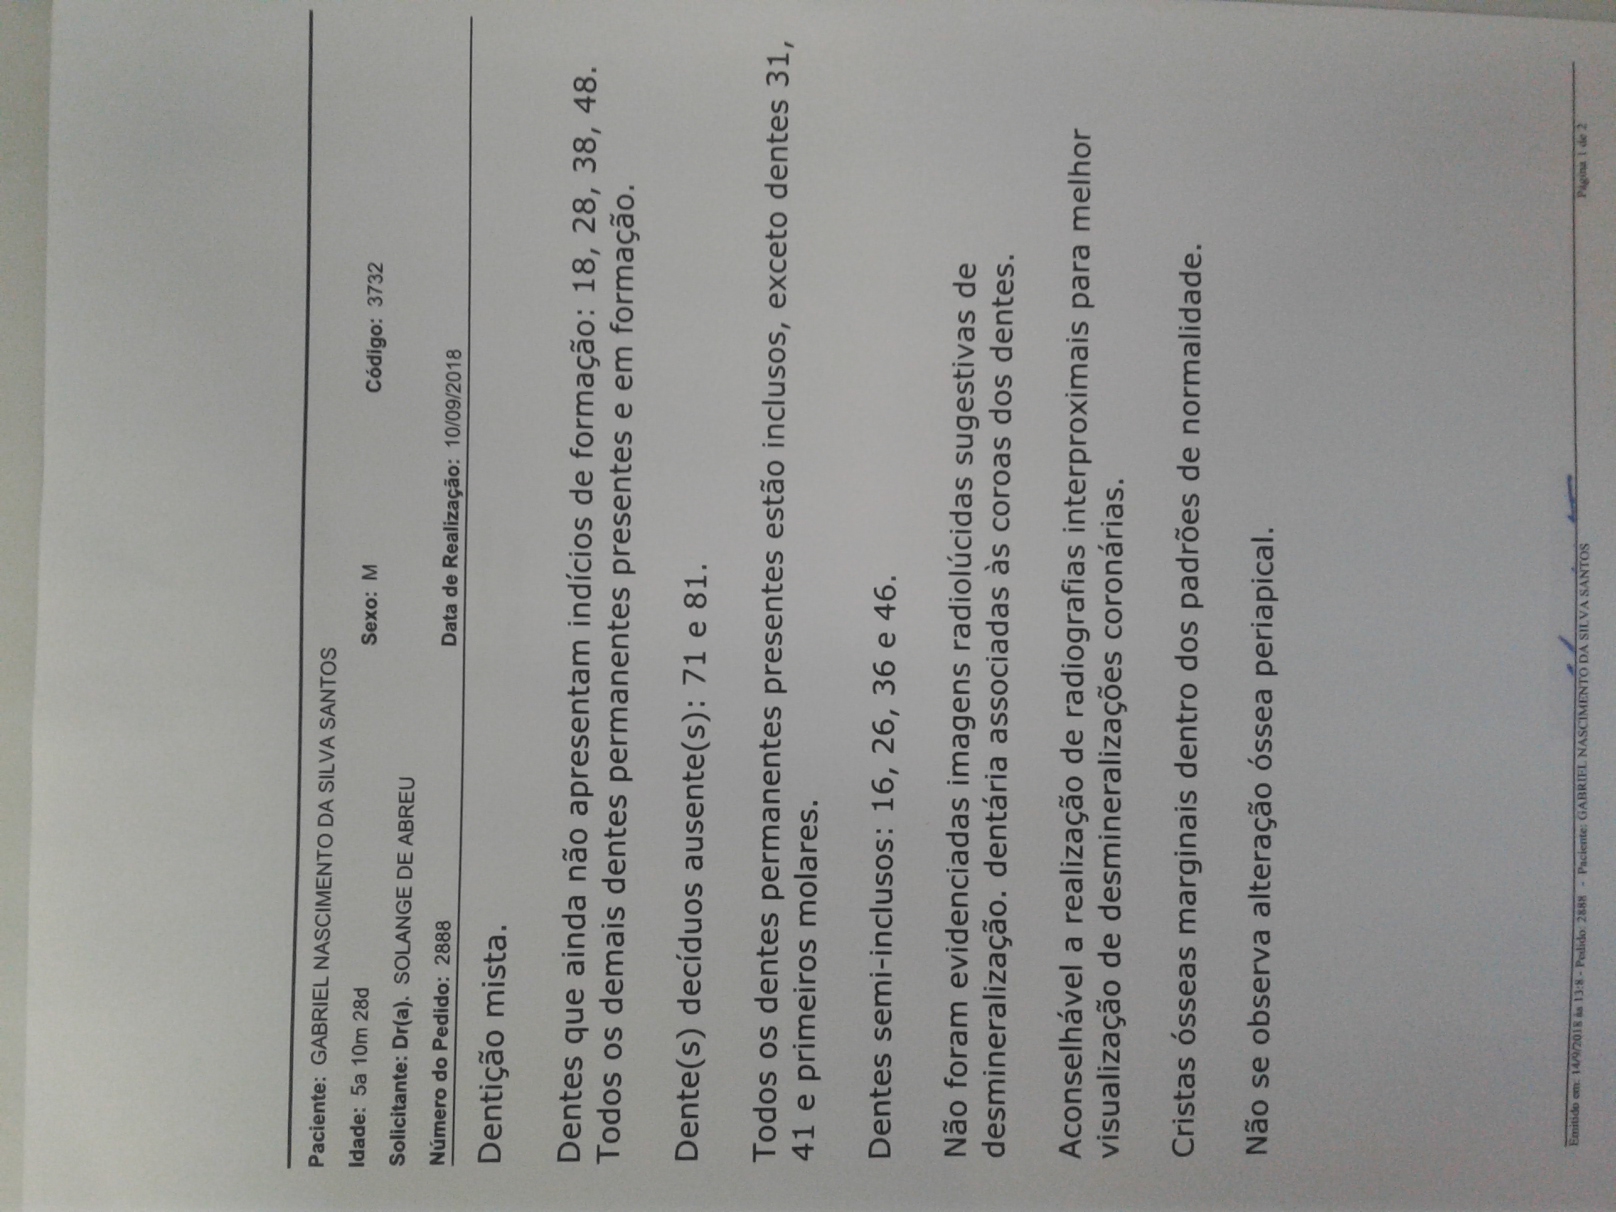 Paciente: GABRIEL NASCIMENTO DA SILVA SANTOS
Idade: 5a 10m 28d Sexo: M Código: 3732
Solicitante: Dr(a). SOLANGE DE ABREU
Número do Pedido: 2888 Data de Realização: 10/09/2018
Dentição mista.
Dentes que ainda não apresentam indícios de formação: 18, 28, 38, 48.
Todos os demais dentes permanentes presentes e em formação.
Dente(s) decíduos ausente(s): 71 e 81.
Todos os dentes permanentes presentes estão inclusos, exceto dentes 31,
41 e primeiros molares.
Dentes semi-inclusos: 16, 26, 36 e 46.
Não foram evidenciadas imagens radiolúcidas sugestivas de
desmineralização. dentária associadas às coroas dos dentes.
Aconselhável a realização de radiografias interproximais para melhor
visualização de desmineralizações coronárias.
Cristas ósseas marginais dentro dos padrões de normalidade.
Não se observa alteração óssea periapical.
Emitido em: 14/9/2018 às 13:8 - Pedido: 2888 - Paciente: GABRIEL NASCIMENTO DA SILVA SANTOS Página 1 de 2